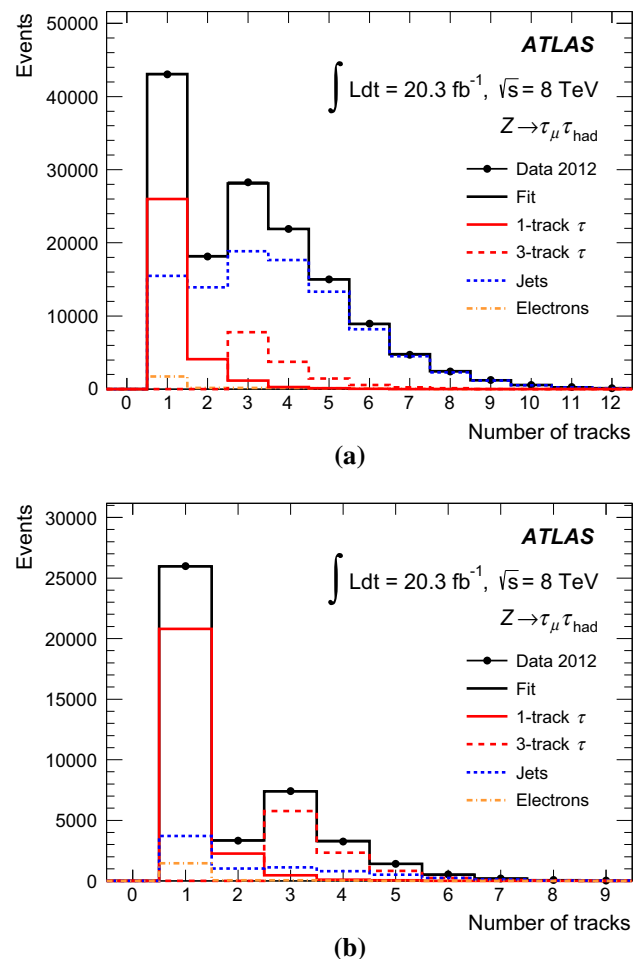 Events
50000
40000
30000
20000
10000
0
ATLAS
∫ Ldt = 20.3 fb⁻¹, √s = 8 TeV
Z→τμτhad
Data 2012
Fit
1-track τ
3-track τ
Jets
Electrons
0 1 2 3 4 5 6 7 8 9 10 11 12
Number of tracks
(a)
Events
30000
25000
20000
15000
10000
5000
0
ATLAS
∫ Ldt = 20.3 fb⁻¹, √s = 8 TeV
Z→τμτhad
Data 2012
Fit
1-track τ
3-track τ
Jets
Electrons
0 1 2 3 4 5 6 7 8 9
Number of tracks
(b)